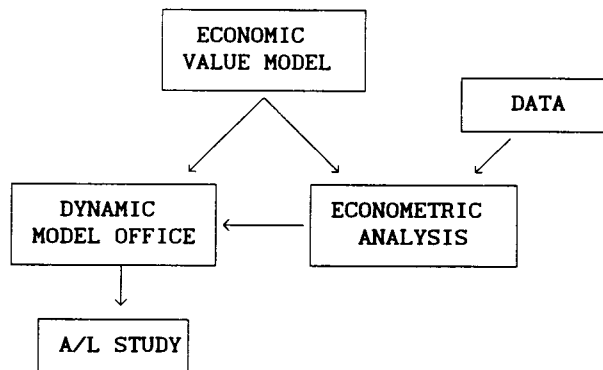 ECONOMIC
VALUE MODEL
DATA
DYNAMIC
MODEL OFFICE
ECONOMETRIC
ANALYSIS
A/L STUDY